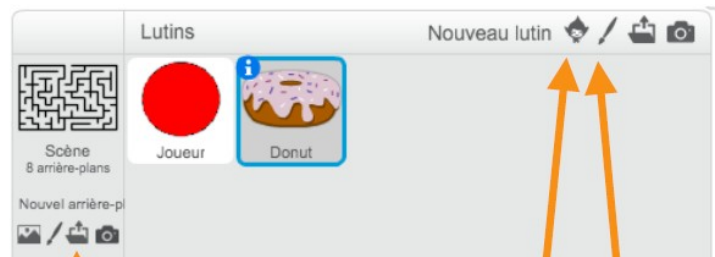 Lutins
Nouveau lutin
i
Joueur
Donut
Scène
8 arrière-plans
Nouvel arrière-pl